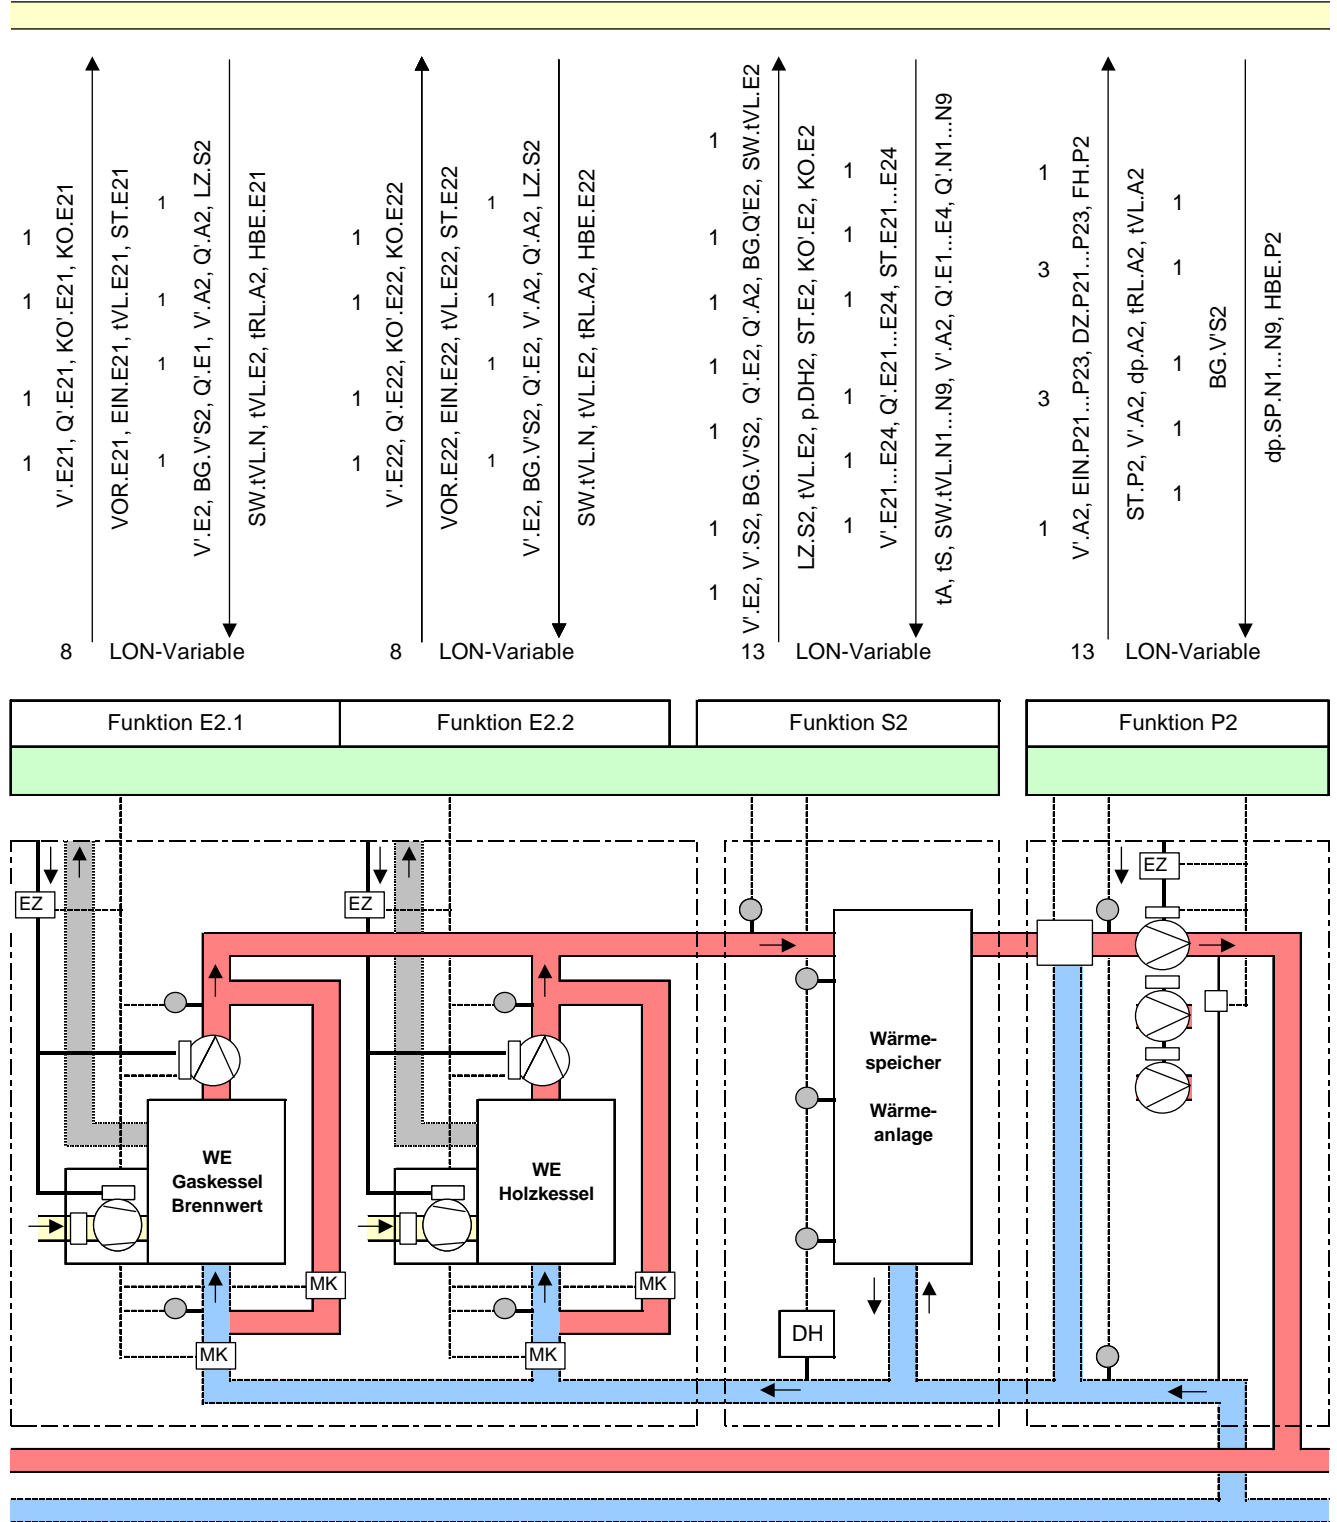 1 1 1 1
V'.E21, Q'.E21, KO'.E21, KO.E21
VOR.E21, EIN.E21, tVL.E21, ST.E21
1 1 1 1
V'.E2, BG.V'S2, Q'.E1, V'.A2, Q'.A2, LZ.S2
SW.tVL.N, tVL.E2, tRL.A2, HBE.E21
8 LON-Variable
1 1 1 1
V'.E22, Q'.E22, KO'.E22, KO.E22
VOR.E22, EIN.E22, tVL.E22, ST.E22
1 1 1 1
V'.E2, BG.V'S2, Q'.E2, V'.A2, Q'.A2, LZ.S2
SW.tVL.N, tVL.E2, tRL.A2, HBE.E22
8 LON-Variable
1 1 1 1 1 1 1
V'.E2, V'.S2, BG.V'S2, Q'.E2, Q'.A2, BG.Q'E2, SW.tVL.E2
LZ.S2, tVL.E2, p.DH2, ST.E2, KO'.E2, KO.E2
1 1 1 1 1 1
V'.E21...E24, Q'.E21...E24, ST.E21...E24
tA, tS, SW.tVL.N1...N9, V'.A2, Q'.E1...E4, Q'.N1...N9
13 LON-Variable
1 3 3 1
V'.A2, EIN.P21...P23, DZ.P21...P23, FH.P2
ST.P2, V'.A2, dp.A2, tRL.A2, tVL.A2
1 1 1 1 1
BG.V'S2
dp.SP.N1...N9, HBE.P2
13 LON-Variable
Funktion E2.1
Funktion E2.2
Funktion S2
Funktion P2
EZ
EZ
EZ
WE
Gaskessel
Brennwert
WE
Holzkessel
Wärme-
speicher
Wärme-
anlage
MK
MK
DH
MK
MK